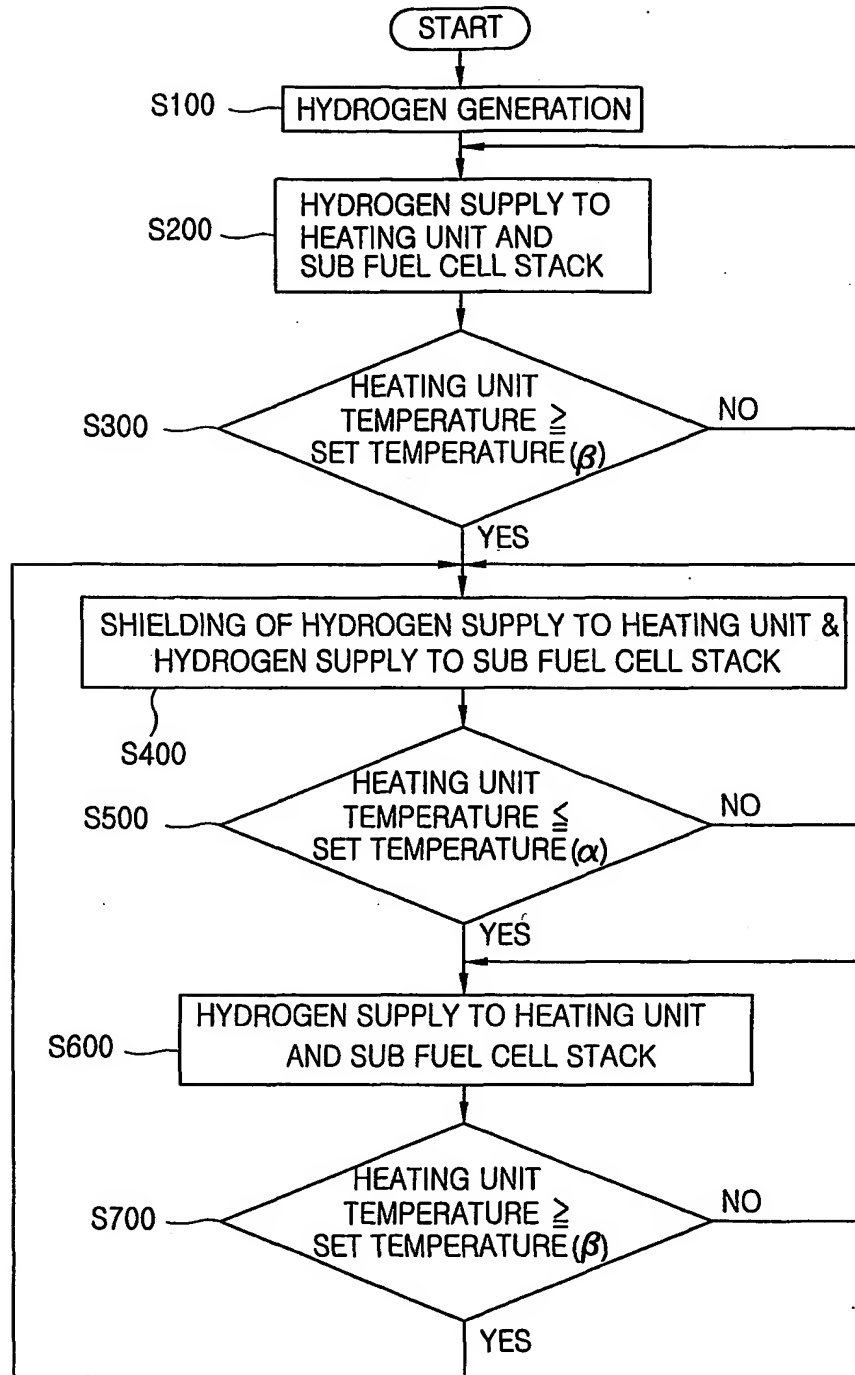 START
S100
HYDROGEN GENERATION
S200
HYDROGEN SUPPLY TO
HEATING UNIT AND
SUB FUEL CELL STACK
S300
HEATING UNIT
TEMPERATURE ≧
SET TEMPERATURE(β)
NO
YES
SHIELDING OF HYDROGEN SUPPLY TO HEATING UNIT &
HYDROGEN SUPPLY TO SUB FUEL CELL STACK
S400
S500
HEATING UNIT
TEMPERATURE ≦
SET TEMPERATURE(α)
NO
YES
S600
HYDROGEN SUPPLY TO HEATING UNIT
AND SUB FUEL CELL STACK
S700
HEATING UNIT
TEMPERATURE ≧
SET TEMPERATURE(β)
NO
YES